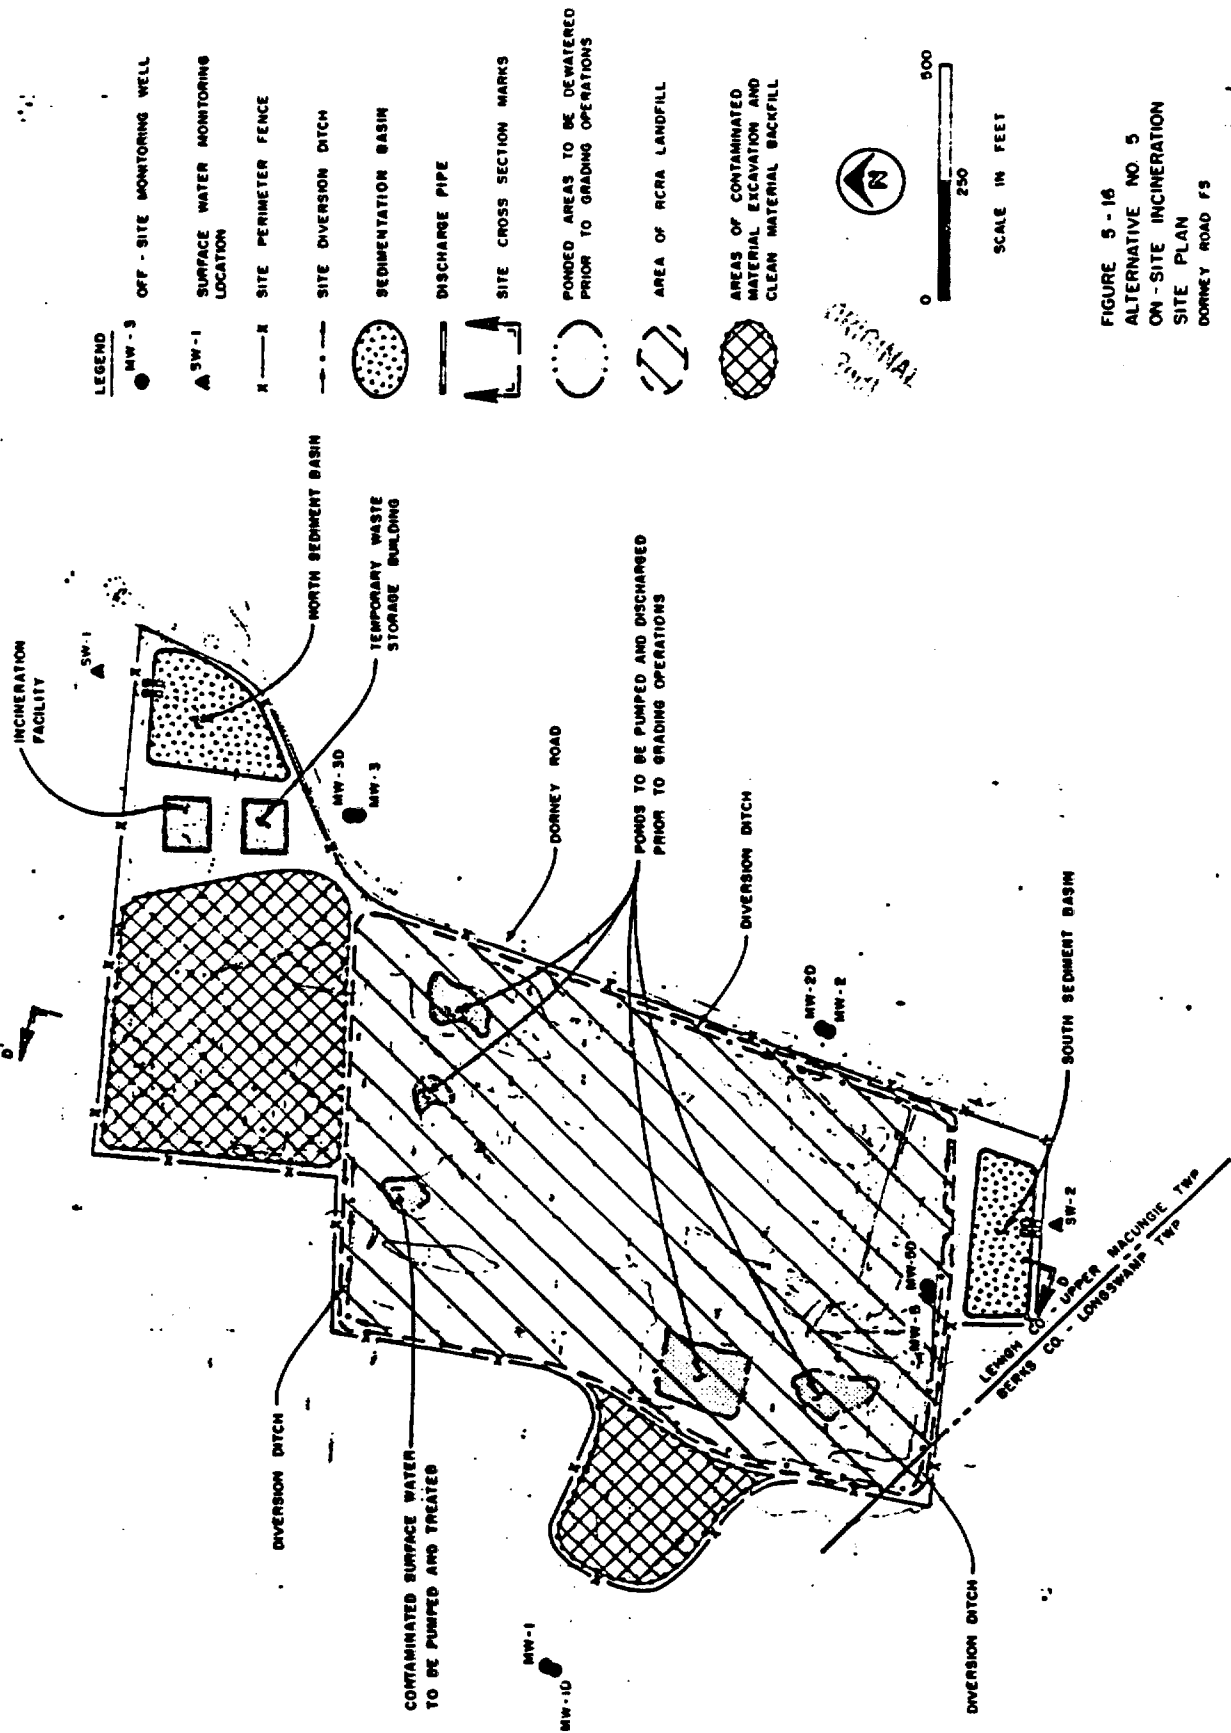 INCINERATION
FACILITY
SW-1
NORTH SEDIMENT BASIN
TEMPORARY WASTE
STORAGE BUILDING
MW-3D
MW-3
DORNEY ROAD
PONDS TO BE PUMPED AND DISCHARGED
PRIOR TO GRADING OPERATIONS
DIVERSION DITCH
MW-2D
MW-2
SOUTH SEDIMENT BASIN
SW-2
D'
D
LEHIGH CO. - UPPER MACUNGIE TWP
BERKS CO. - LONGSWAMP TWP
DIVERSION DITCH
CONTAMINATED SURFACE WATER
TO BE PUMPED AND TREATED
MW-1
MW-1D
DIVERSION DITCH
LEGEND
MW-3 OFF-SITE MONITORING WELL
SW-1 SURFACE WATER MONITORING
LOCATION
X X SITE PERIMETER FENCE
SITE DIVERSION DITCH
SEDIMENTATION BASIN
DISCHARGE PIPE
SITE CROSS SECTION MARKS
PONDED AREAS TO BE DEWATERED
PRIOR TO GRADING OPERATIONS
AREA OF RCRA LANDFILL
AREAS OF CONTAMINATED
MATERIAL EXCAVATION AND
CLEAN MATERIAL BACKFILL
ORIGINAL
N
0 250 500
SCALE IN FEET
FIGURE 5-16
ALTERNATIVE NO. 5
ON-SITE INCINERATION
SITE PLAN
DORNEY ROAD FS